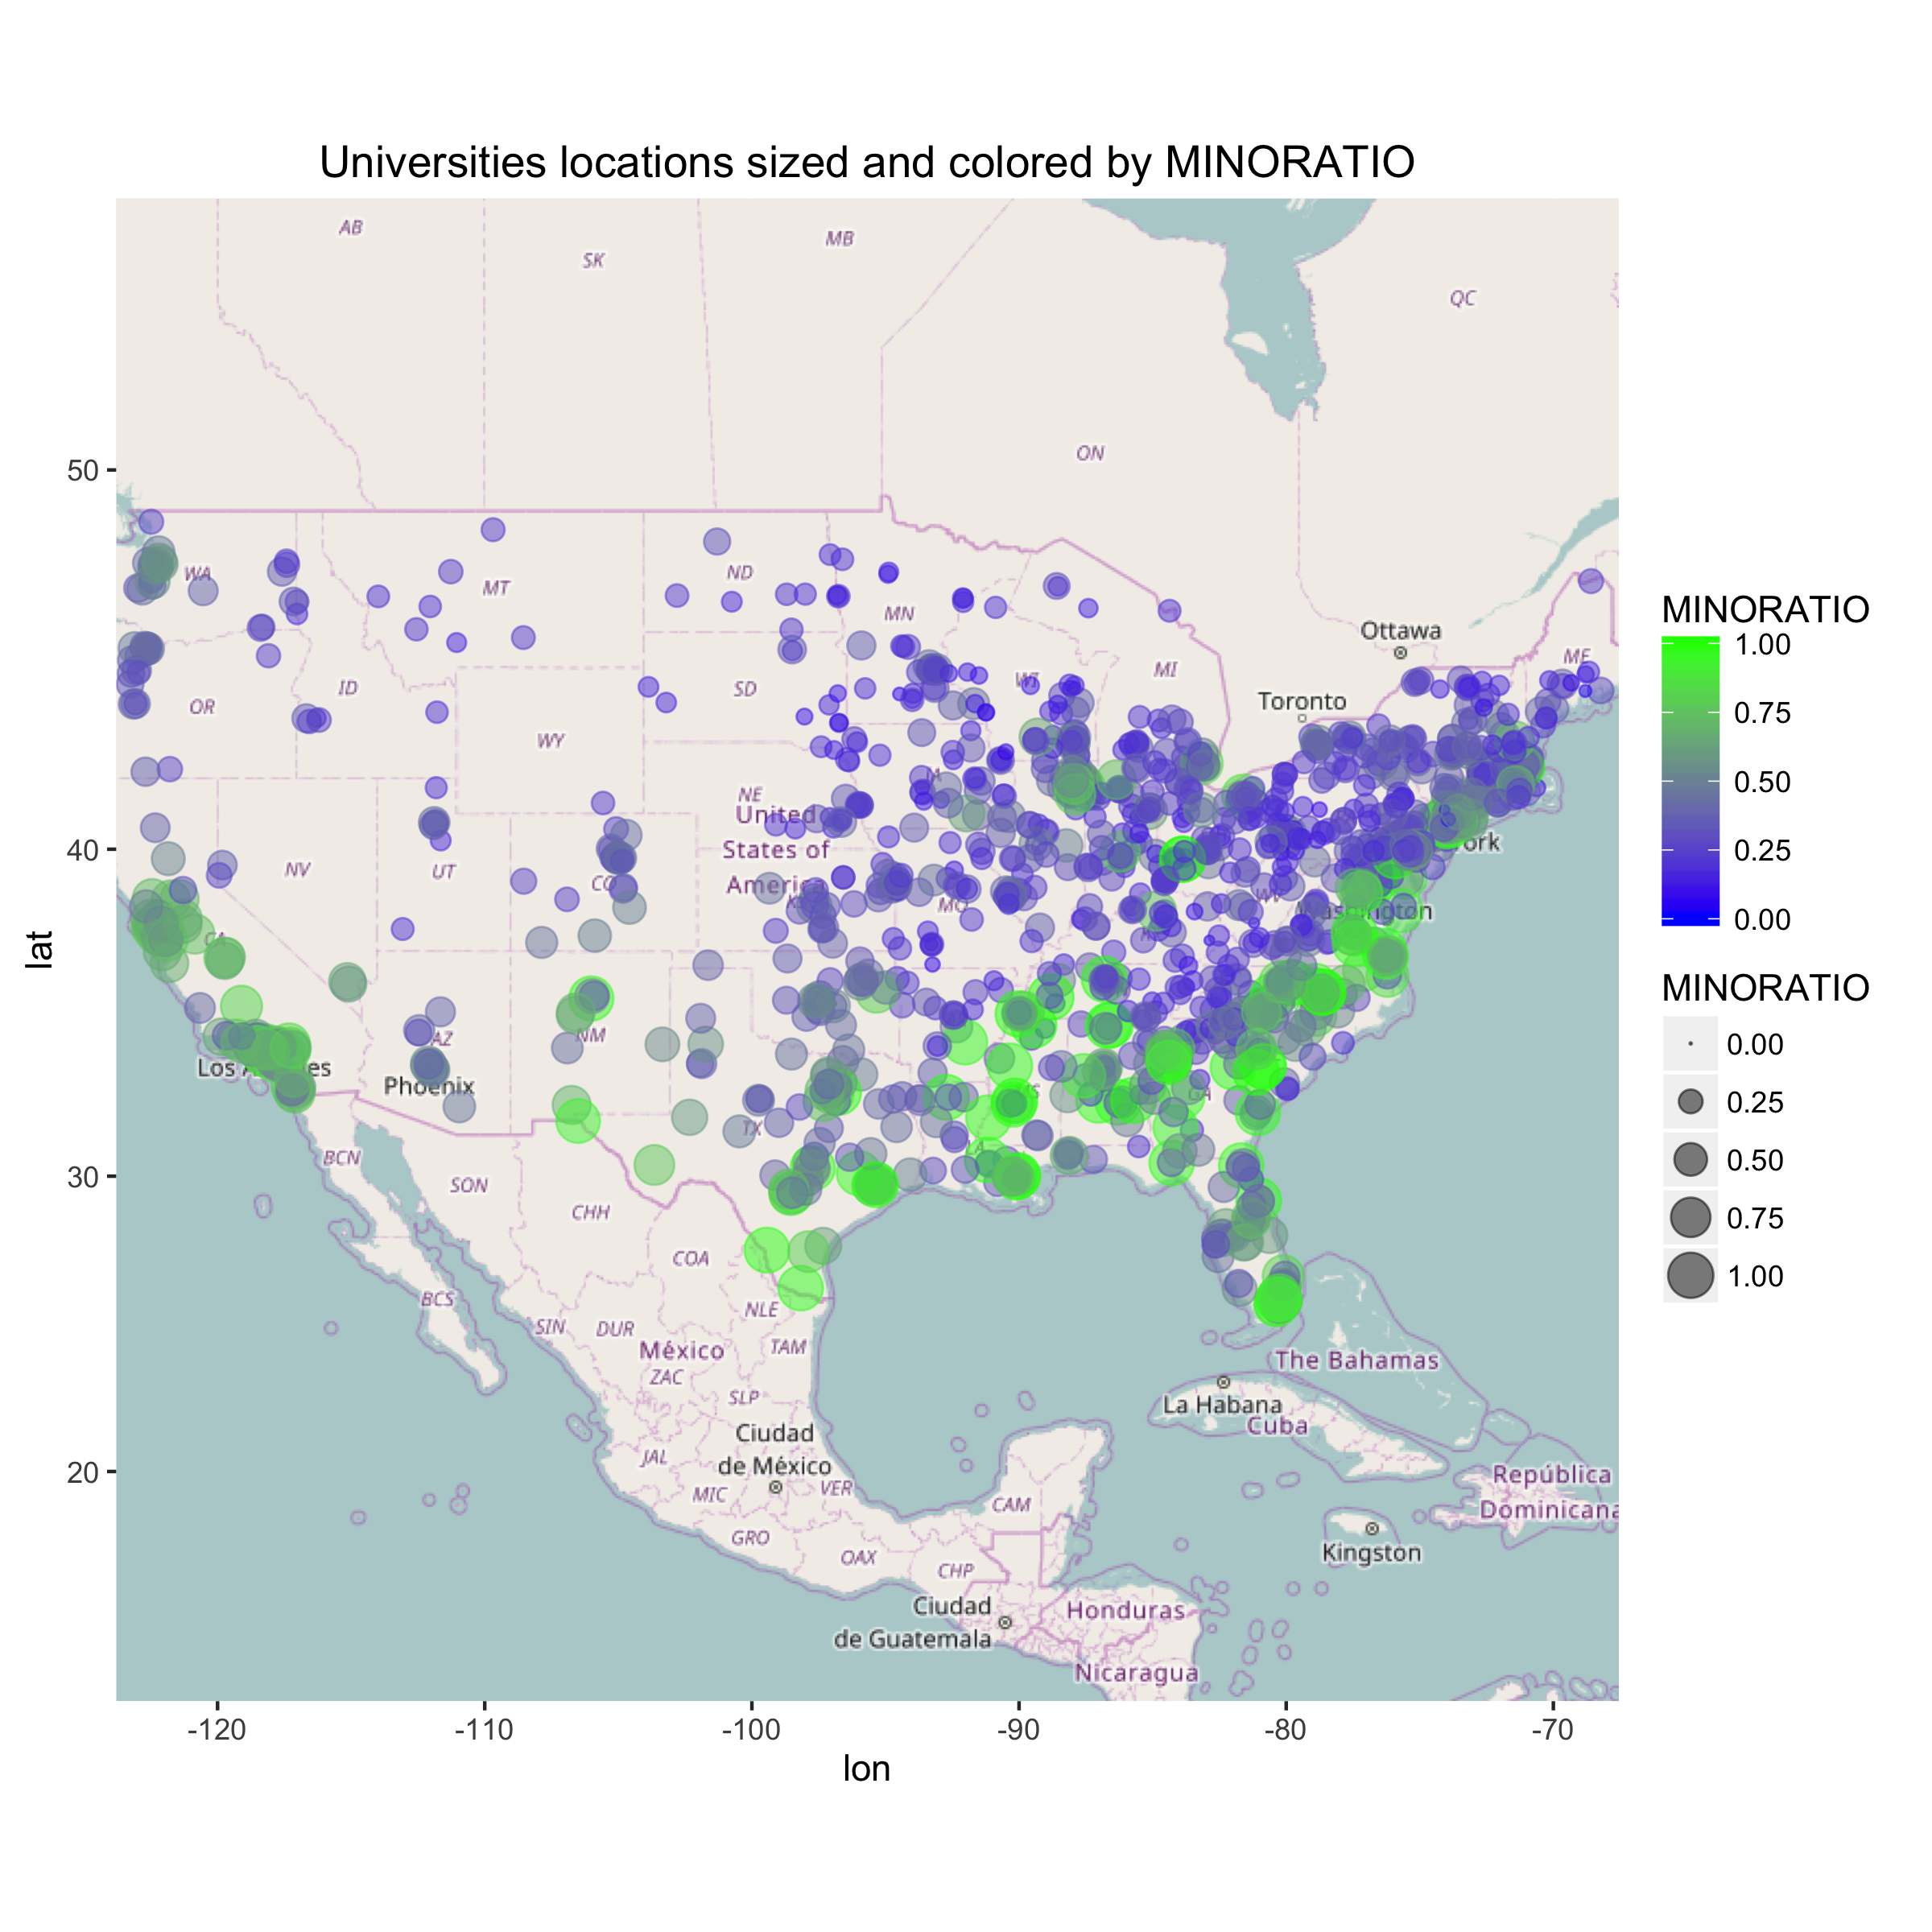 Universities locations sized and colored by MINORATIO
AB
SK
MB
QC
ON
50
WA
MT
ND
MN
Ottawa
OR
ID
SD
MI
ME
Toronto
WY
NE
United
States of
America
40
NV
UT
CO
MO
WV
Washington
CA
AZ
NM
Los A es
Phoenix
TX
GA
LA
30
BCN
SON
CHH
COA
BCS
NLE
SIN
DUR
TAM
México
ZAC
SLP
The Bahamas
La Habana
Cuba
Ciudad
de México
JAL
20
MIC
VER
CAM
República
Dominicana
GRO
OAX
CHP
Kingston
Ciudad
de Guatemala
Honduras
Nicaragua
-120
-110
-100
-90
-80
-70
lon
lat
MINORATIO
1.00
0.75
0.50
0.25
0.00
MINORATIO
0.00
0.25
0.50
0.75
1.00